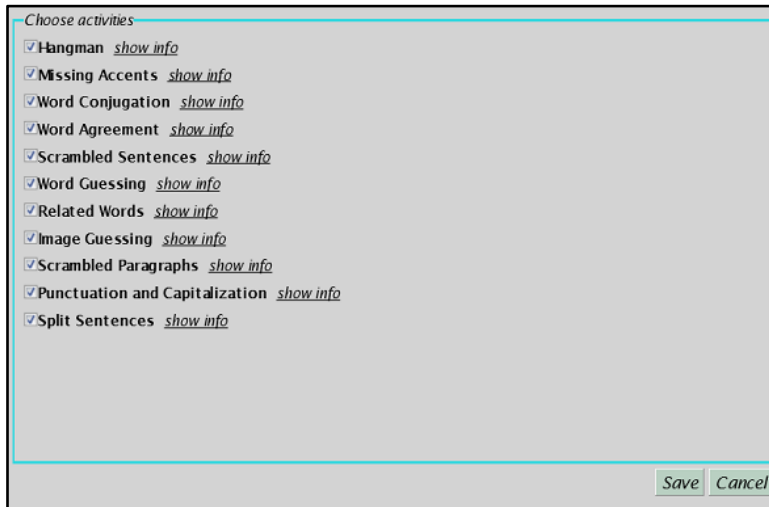 Choose activities
Hangman show info
Missing Accents show info
Word Conjugation show info
Word Agreement show info
Scrambled Sentences show info
Word Guessing show info
Related Words show info
Image Guessing show info
Scrambled Paragraphs show info
Punctuation and Capitalization show info
Split Sentences show info
Save Cancel